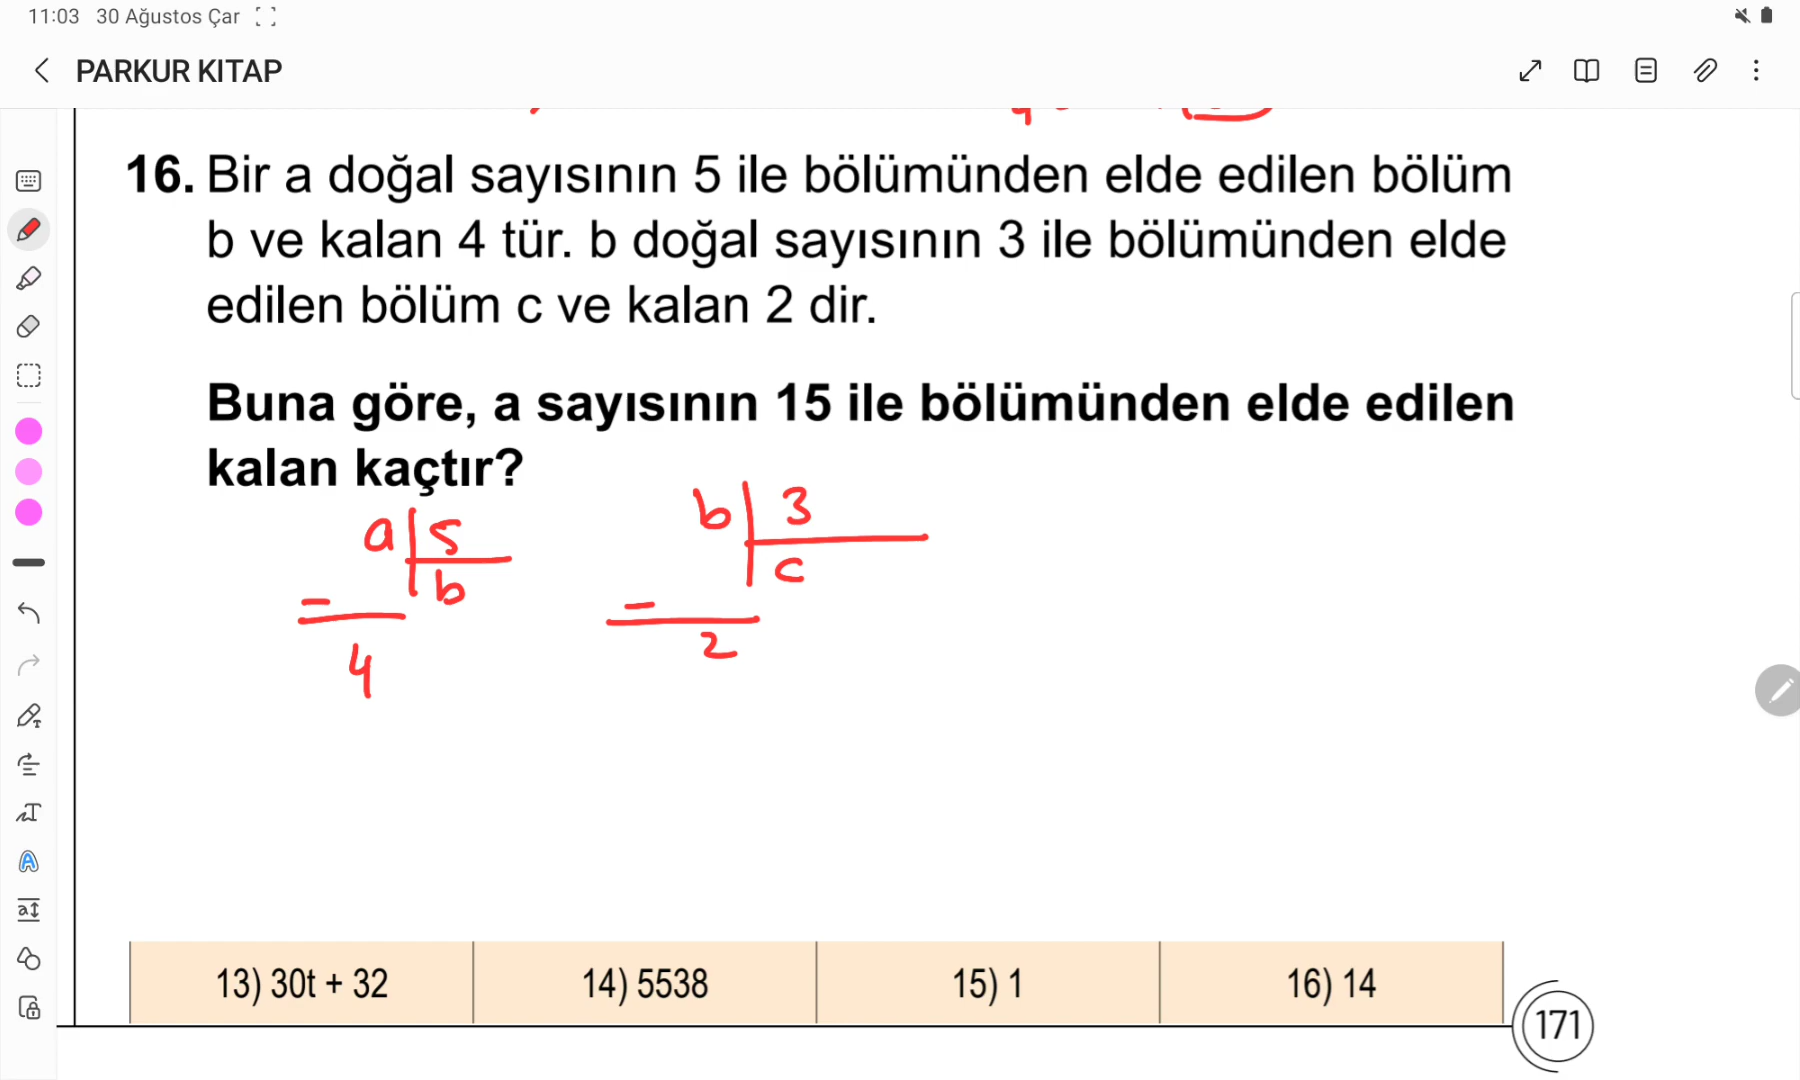 11:03 30 Ağustos Çar
PARKUR KITAP
16. Bir a doğal sayısının 5 ile bölümünden elde edilen bölüm
b ve kalan 4 tür. b doğal sayısının 3 ile bölümünden elde
edilen bölüm c ve kalan 2 dir.
Buna göre, a sayısının 15 ile bölümünden elde edilen
kalan kaçtır?
a 5
b
4
b 3
c
2
13) 30t + 32
14) 5538
15) 1
16) 14
171